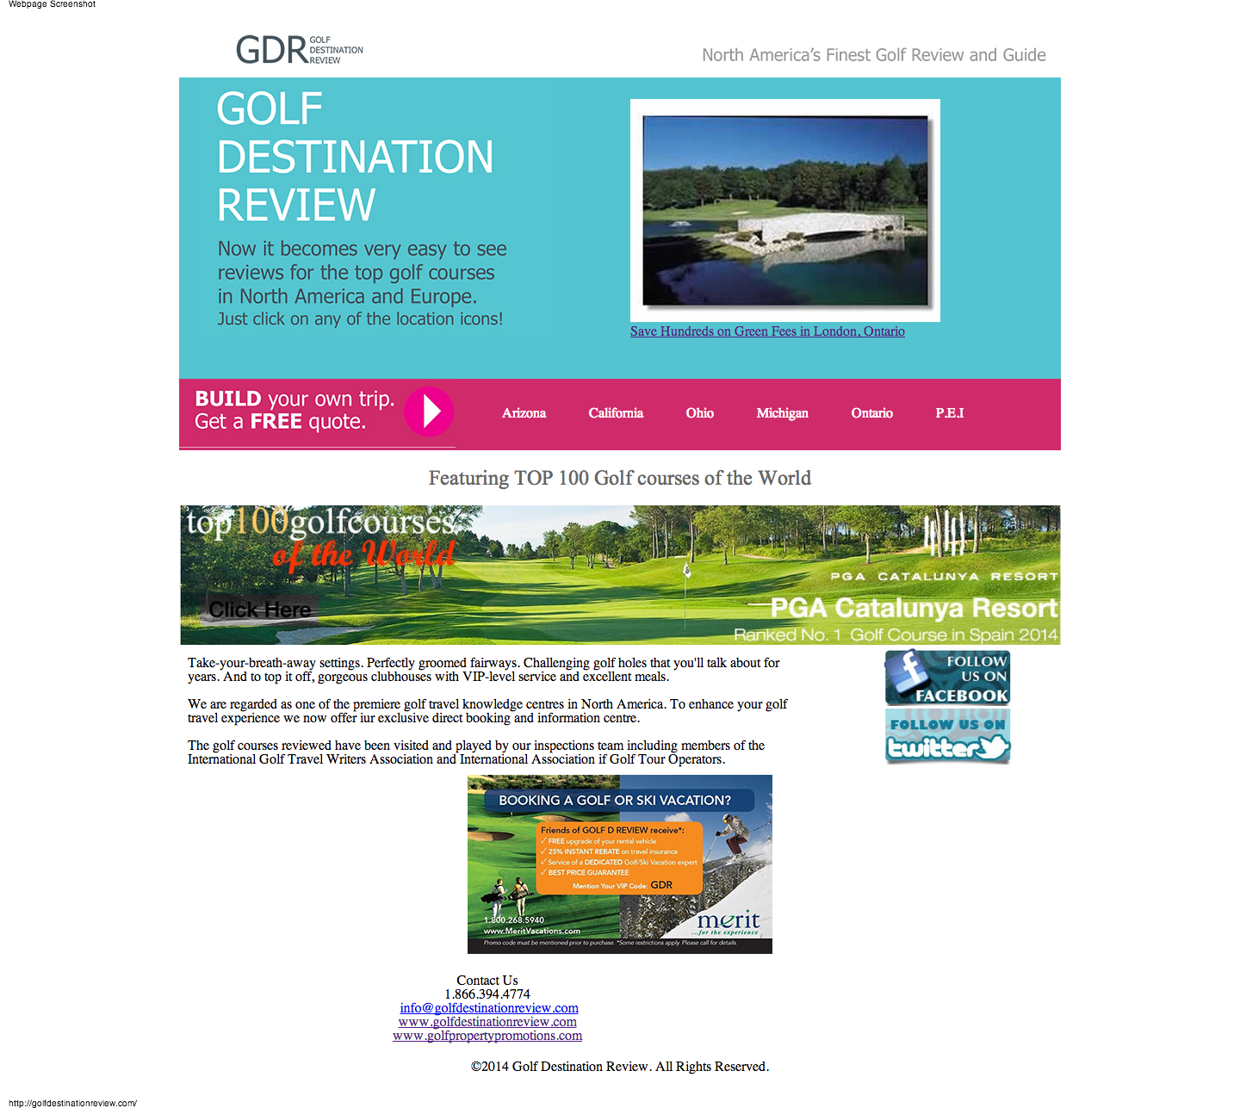 Webpage Screenshot
GDR GOLF
DESTINATION
REVIEW
North America's Finest Golf Review and Guide
GOLF
DESTINATION
REVIEW
Now it becomes very easy to see
reviews for the top golf courses
in North America and Europe.
Just click on any of the location icons!
Save Hundreds on Green Fees in London, Ontario
BUILD your own trip.
Get a FREE quote.
Arizona California Ohio Michigan Ontario P.E.I
Featuring TOP 100 Golf courses of the World
top100golfcourses
of the World
Click Here
PGA CATALUNYA RESORT
PGA Catalunya Resort
Ranked No. 1 Golf Course in Spain 2014
Take-your-breath-away settings. Perfectly groomed fairways. Challenging golf holes that you'll talk about for
years. And to top it off, gorgeous clubhouses with VIP-level service and excellent meals.
We are regarded as one of the premiere golf travel knowledge centres in North America. To enhance your golf
travel experience we now offer iur exclusive direct booking and information centre.
The golf courses reviewed have been visited and played by our inspections team including members of the
International Golf Travel Writers Association and International Association if Golf Tour Operators.
FOLLOW
US ON
FACEBOOK
FOLLOW US ON
twitter
BOOKING A GOLF OR SKI VACATION?
Friends of GOLF D REVIEW receive*:
✓ FREE upgrade of your rental vehicle
✓ 25% INSTANT REBATE on travel insurance
✓ Service of a DEDICATED Golf/Ski Vacation expert
✓ BEST PRICE GUARANTEE
Mention Your VIP Code: GDR
1.800.268.5940
www.MeritVacations.com
merit
...for the experience
Promo code must be mentioned prior to purchase. *Some restrictions apply. Please call for details.
Contact Us
1.866.394.4774
info@golfdestinationreview.com
www.golfdestinationreview.com
www.golfpropertypromotions.com
©2014 Golf Destination Review. All Rights Reserved.
http://golfdestinationreview.com/